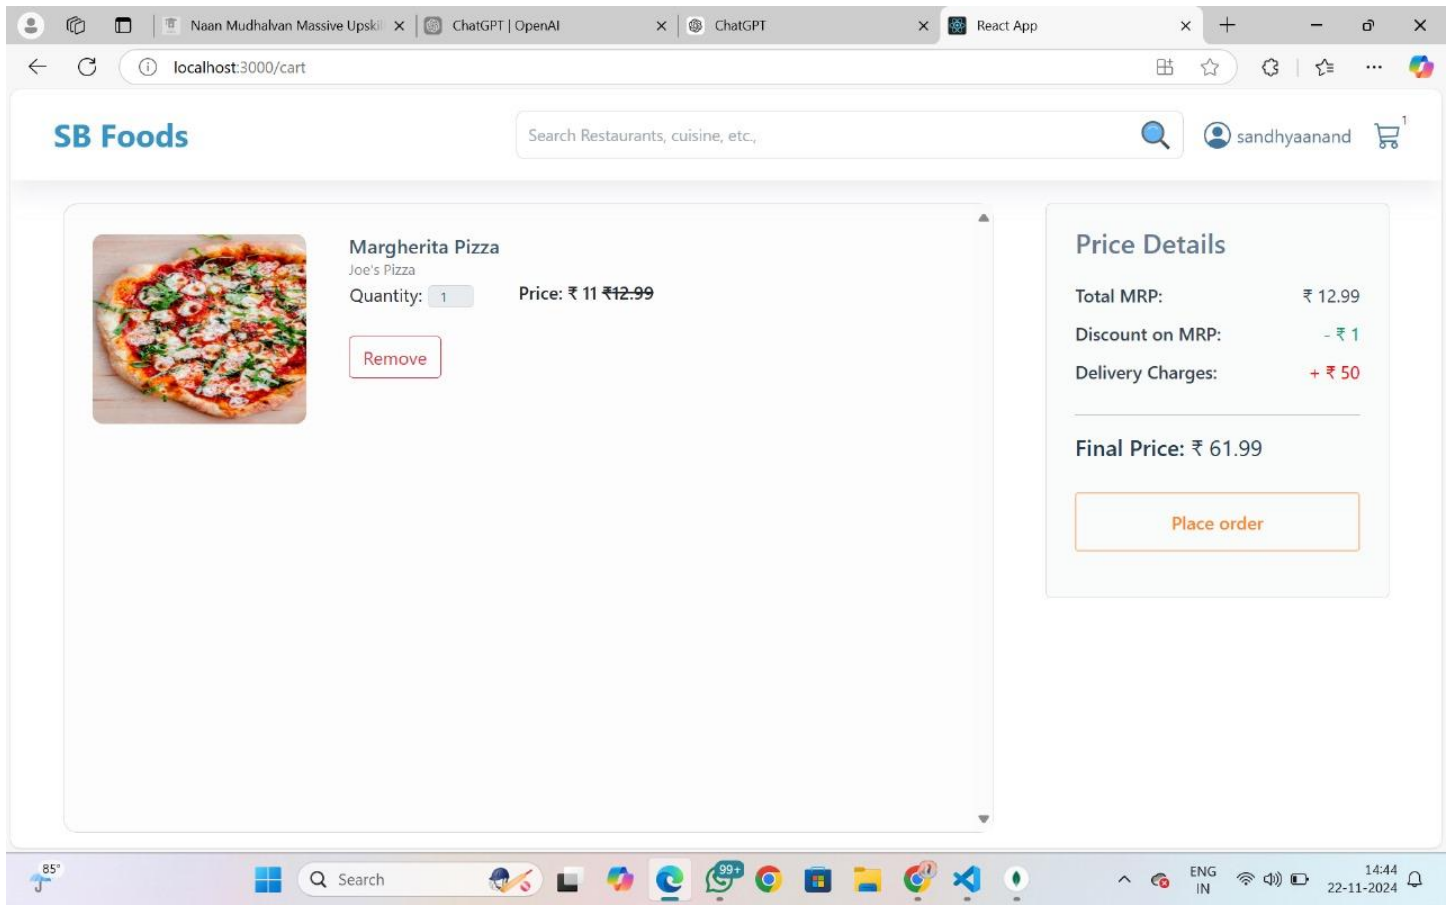 Naan Mudhalvan Massive Upskil
ChatGPT | OpenAI
ChatGPT
React App
localhost:3000/cart
SB Foods
Search Restaurants, cuisine, etc.,
sandhyaanand
1
Margherita Pizza
Joe's Pizza
Quantity: 1
Price: ₹ 11 ₹12.99
Remove
Price Details
Total MRP: ₹ 12.99
Discount on MRP: - ₹ 1
Delivery Charges: + ₹ 50
Final Price: ₹ 61.99
Place order
85°
Search
99+
ENG
IN
14:44
22-11-2024